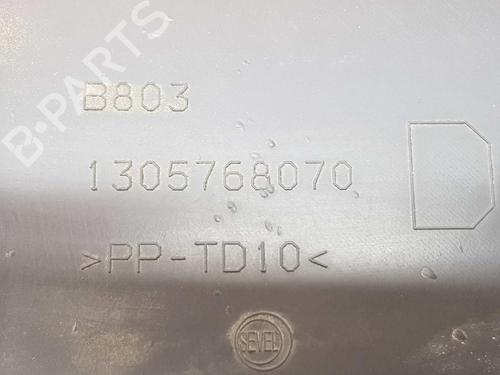 B-PARTS
B803
1305768070
D
>PP-TD10<
SEVEL